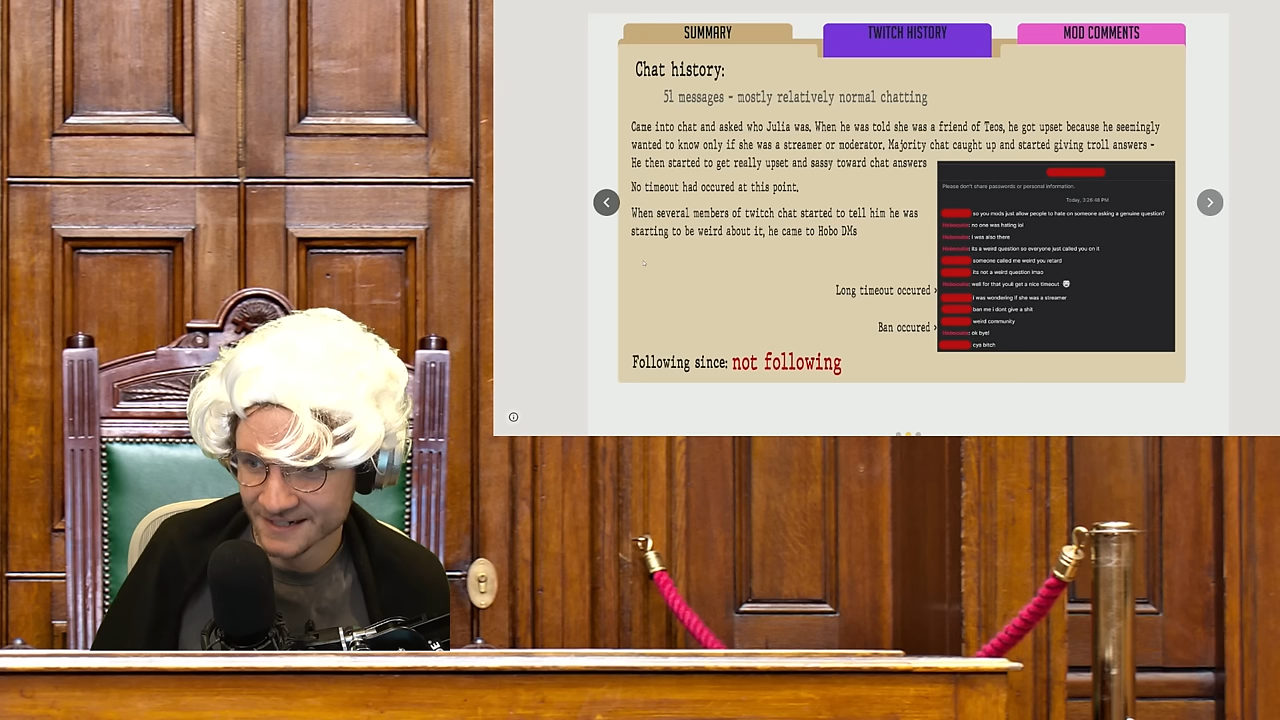 SUMMARY
TWITCH HISTORY
MOD COMMENTS
Chat history:
51 messages - mostly relatively normal chatting
Came into chat and asked who Julia was. When he was told she was a friend of Teos, he got upset because he seemingly
wanted to know only if she was a streamer or moderator. Majority chat caught up and started giving troll answers -
He then started to get really upset and sassy toward chat answers
No timeout had occured at this point.
When several members of twitch chat started to tell him he was
starting to be weird about it, he came to Hobo DMs
Please don't share passwords or personal information.
Today, 3:26:48 PM
so you mods just allow people to hate on someone asking a genuine question?
no one was hating lol
i was also there
its a weird question so everyone just called you on it
someone called me weird you retard
its not a weird question lmao
well for that youll get a nice timeout
i was wondering if she was a streamer
ban me i dont give a shit
weird community
ok bye!
cya bitch
Long timeout occured ›
Ban occured ›
Following since: not following